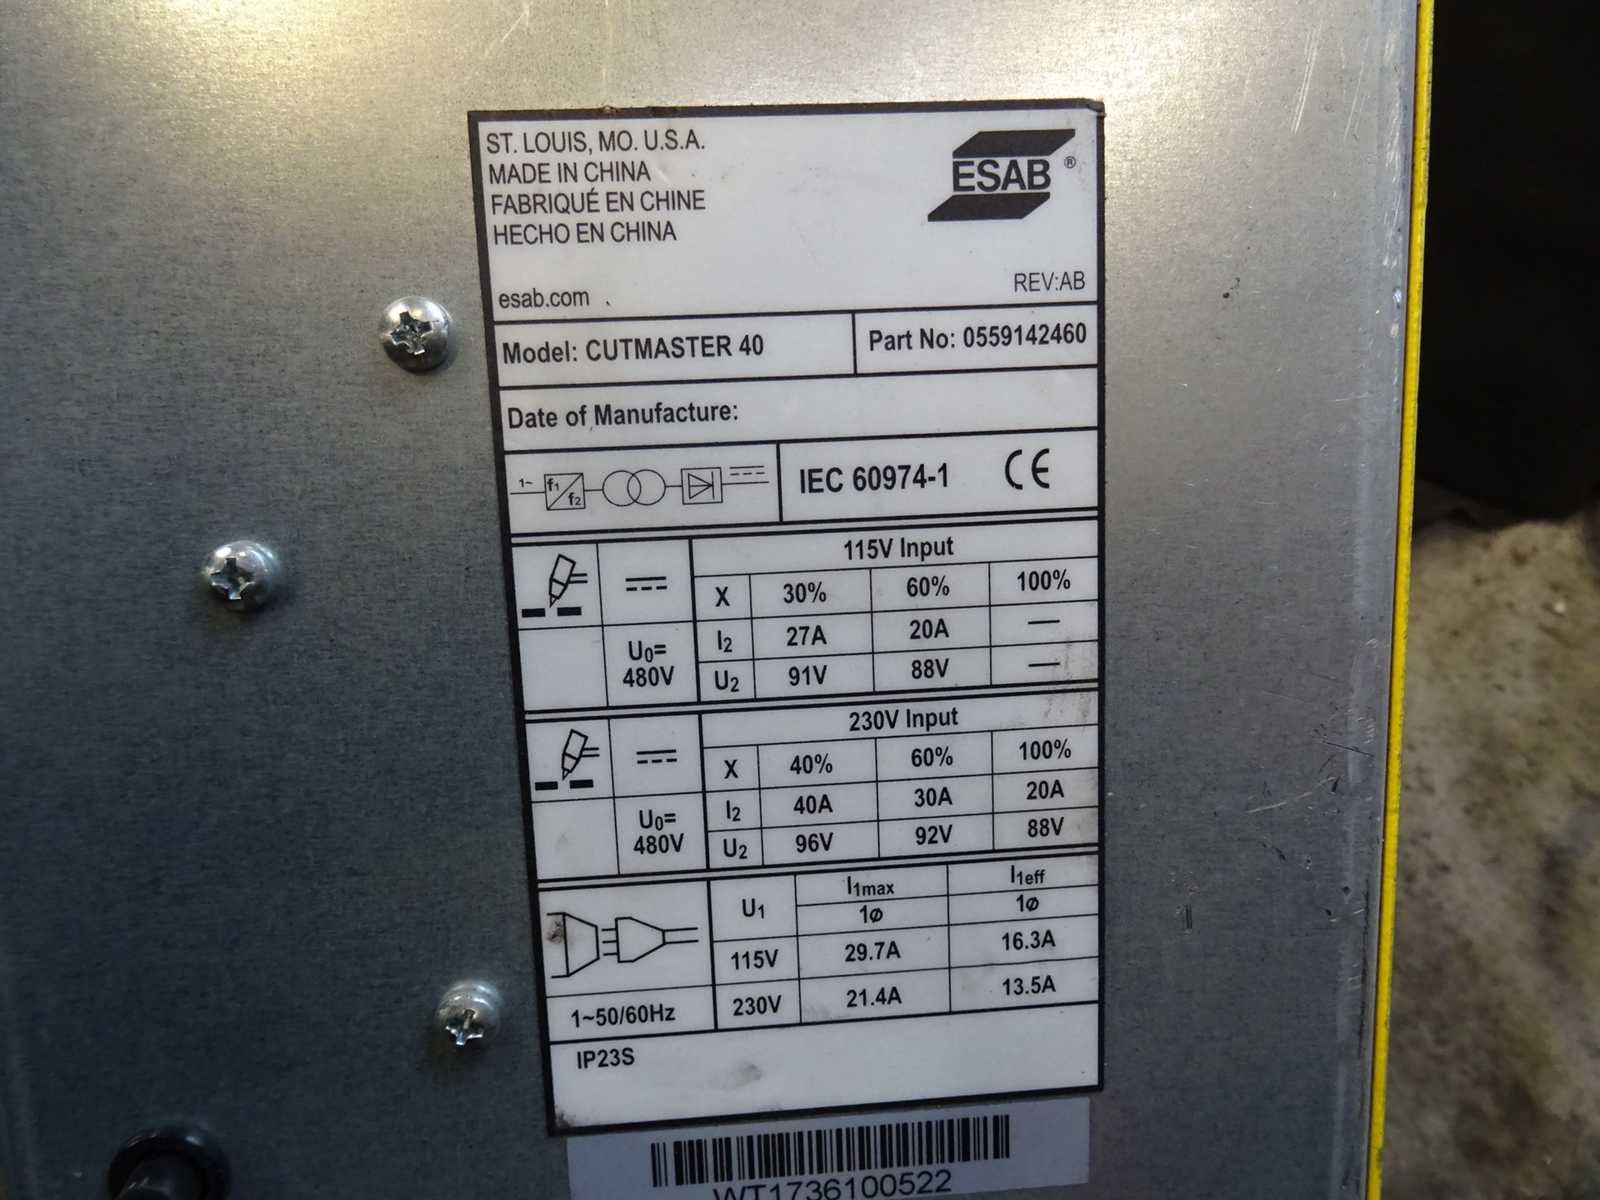 ST. LOUIS, MO. U.S.A.
MADE IN CHINA
FABRIQUÉ EN CHINE
HECHO EN CHINA
ESAB ®
esab.com
REV:AB
Model: CUTMASTER 40
Part No: 0559142460
Date of Manufacture:
1~ f1 f2
IEC 60974-1 CE
115V Input
X 30% 60% 100%
U0= 480V
I2 27A 20A —
U2 91V 88V —
230V Input
X 40% 60% 100%
U0= 480V
I2 40A 30A 20A
U2 96V 92V 88V
U1 I1max I1eff
1ø 1ø
115V 29.7A 16.3A
1~50/60Hz 230V 21.4A 13.5A
IP23S
WT1736100522